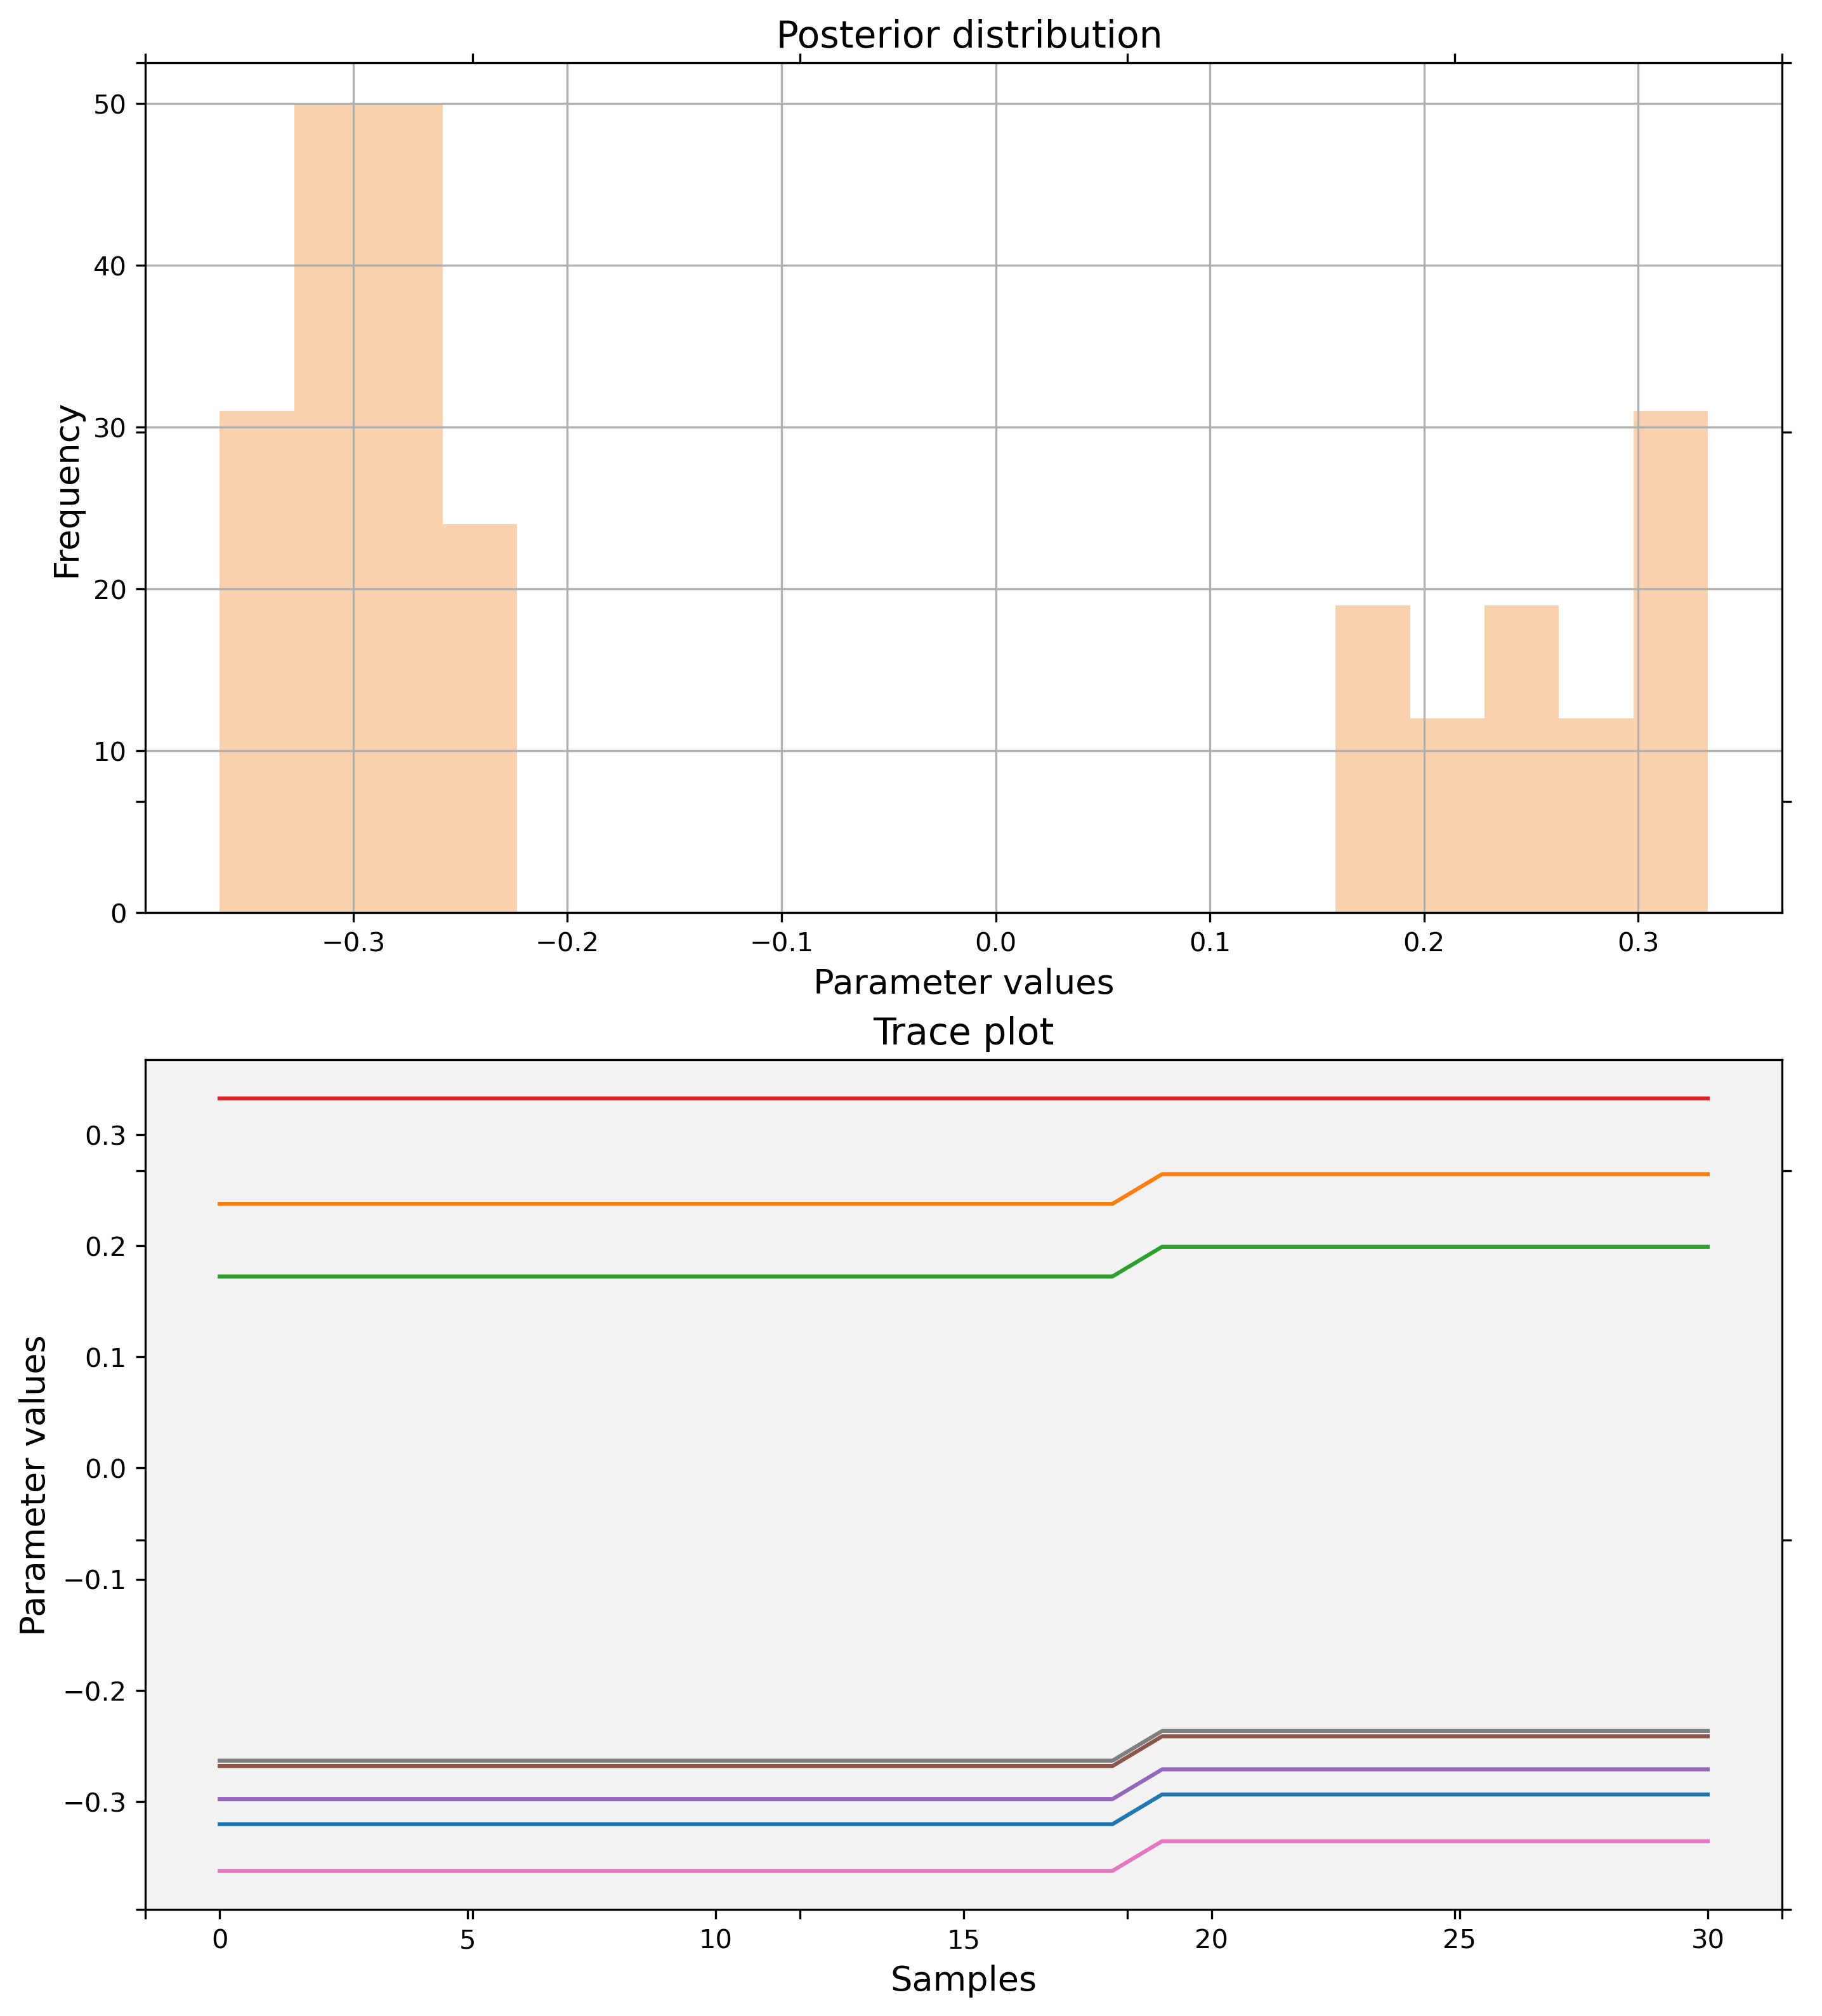 Posterior distribution
50
40
30
20
10
0
Frequency
−0.3 −0.2 −0.1 0.0 0.1 0.2 0.3
Parameter values
Trace plot
0.3
0.2
0.1
0.0
−0.1
−0.2
−0.3
Parameter values
0 5 10 15 20 25 30
Samples